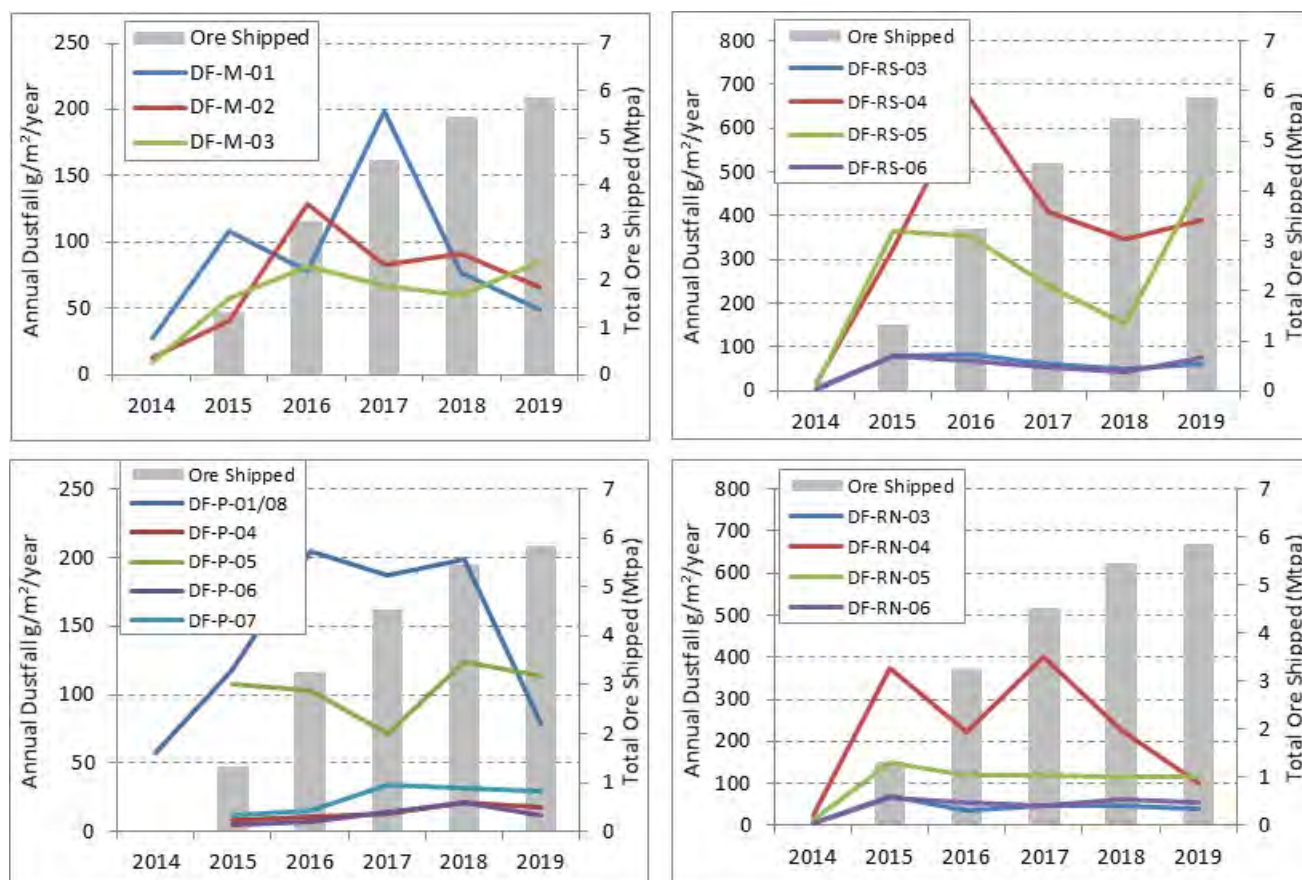 Ore Shipped
DF-M-01
DF-M-02
DF-M-03
Annual Dustfall g/m²/year
250
200
150
100
50
0
Total Ore Shipped (Mtpa)
7
6
5
4
3
2
1
0
2014 2015 2016 2017 2018 2019
Ore Shipped
DF-RS-03
DF-RS-04
DF-RS-05
DF-RS-06
Annual Dustfall g/m²/year
800
700
600
500
400
300
200
100
0
Total Ore Shipped (Mtpa)
7
6
5
4
3
2
1
0
2014 2015 2016 2017 2018 2019
Ore Shipped
DF-P-01/08
DF-P-04
DF-P-05
DF-P-06
DF-P-07
Annual Dustfall g/m²/year
250
200
150
100
50
0
Total Ore Shipped (Mtpa)
7
6
5
4
3
2
1
0
2014 2015 2016 2017 2018 2019
Ore Shipped
DF-RN-03
DF-RN-04
DF-RN-05
DF-RN-06
Annual Dustfall g/m²/year
800
700
600
500
400
300
200
100
0
Total Ore Shipped (Mtpa)
7
6
5
4
3
2
1
0
2014 2015 2016 2017 2018 2019